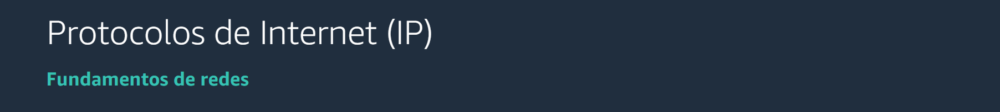 Protocolos de Internet (IP)
Fundamentos de redes